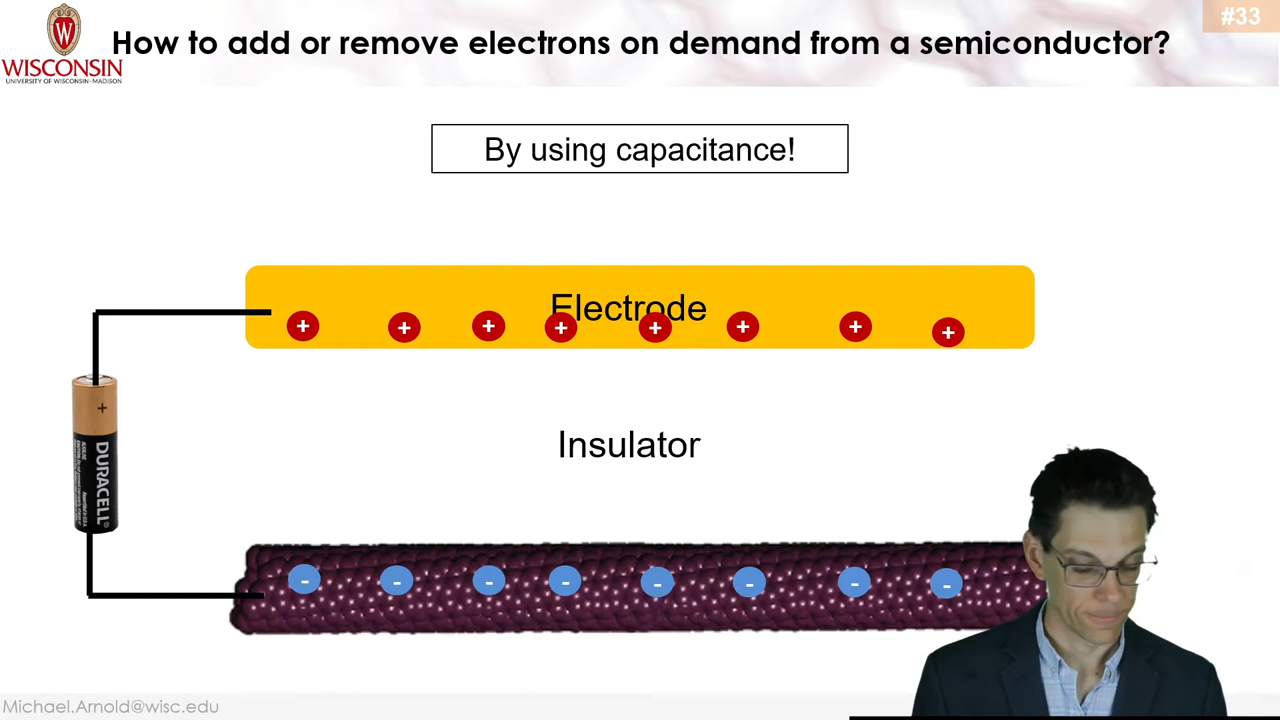 #33
W
WISCONSIN
UNIVERSITY OF WISCONSIN-MADISON
How to add or remove electrons on demand from a semiconductor?
By using capacitance!
Electrode
+ + + + + + + +
+
DURACELL®
Insulator
- - - - - - - -
Michael.Arnold@wisc.edu